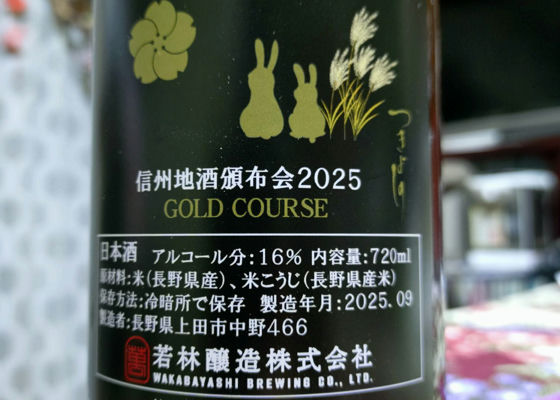 つきよの
信州地酒頒布会2025
GOLD COURSE
日本酒 アルコール分:16% 内容量:720ml
原材料:米(長野県産)、米こうじ(長野県産米)
保存方法:冷暗所で保存 製造年月:2025.09
製造者:長野県上田市中野466
若林醸造株式会社
WAKABAYASHI BREWING CO., LTD.